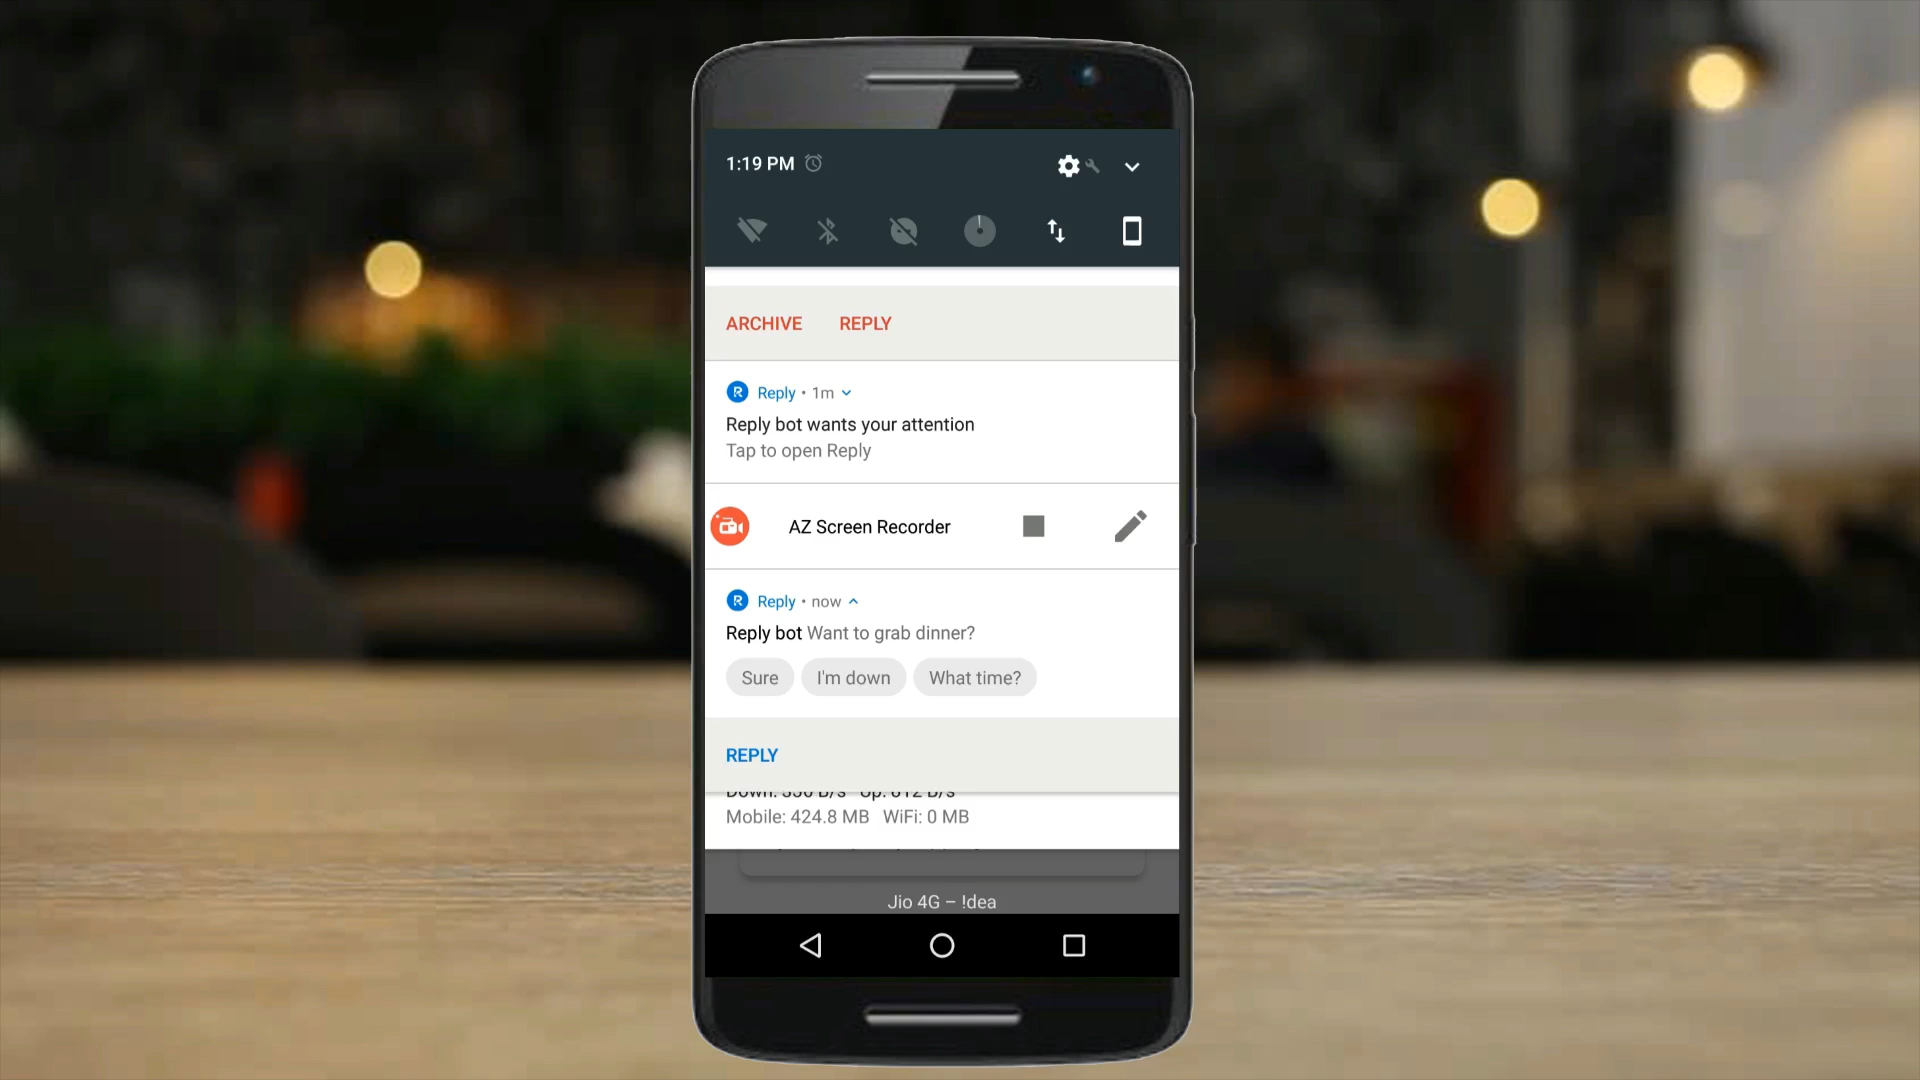 1:19 PM
ARCHIVE REPLY
R Reply • 1m
Reply bot wants your attention
Tap to open Reply
AZ Screen Recorder
R Reply • now
Reply bot Want to grab dinner?
Sure I'm down What time?
REPLY
Mobile: 424.8 MB WiFi: 0 MB
Jio 4G – !dea